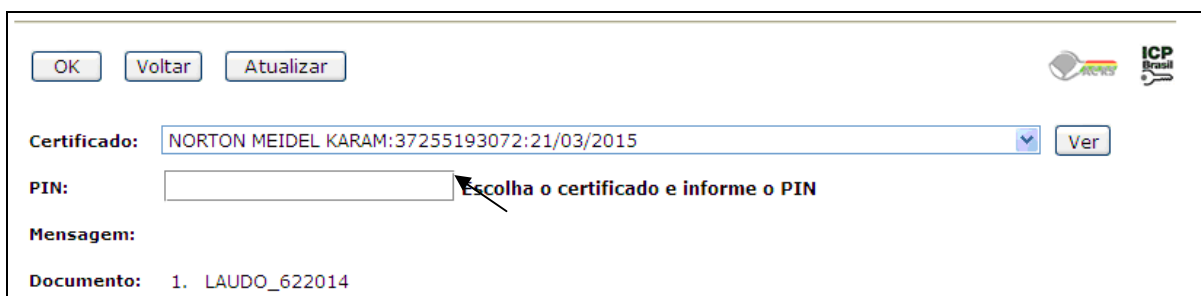 OK Voltar Atualizar
ICP
Brasil
Certificado: NORTON MEIDEL KARAM:37255193072:21/03/2015 Ver
PIN: Escolha o certificado e informe o PIN
Mensagem:
Documento: 1. LAUDO_622014